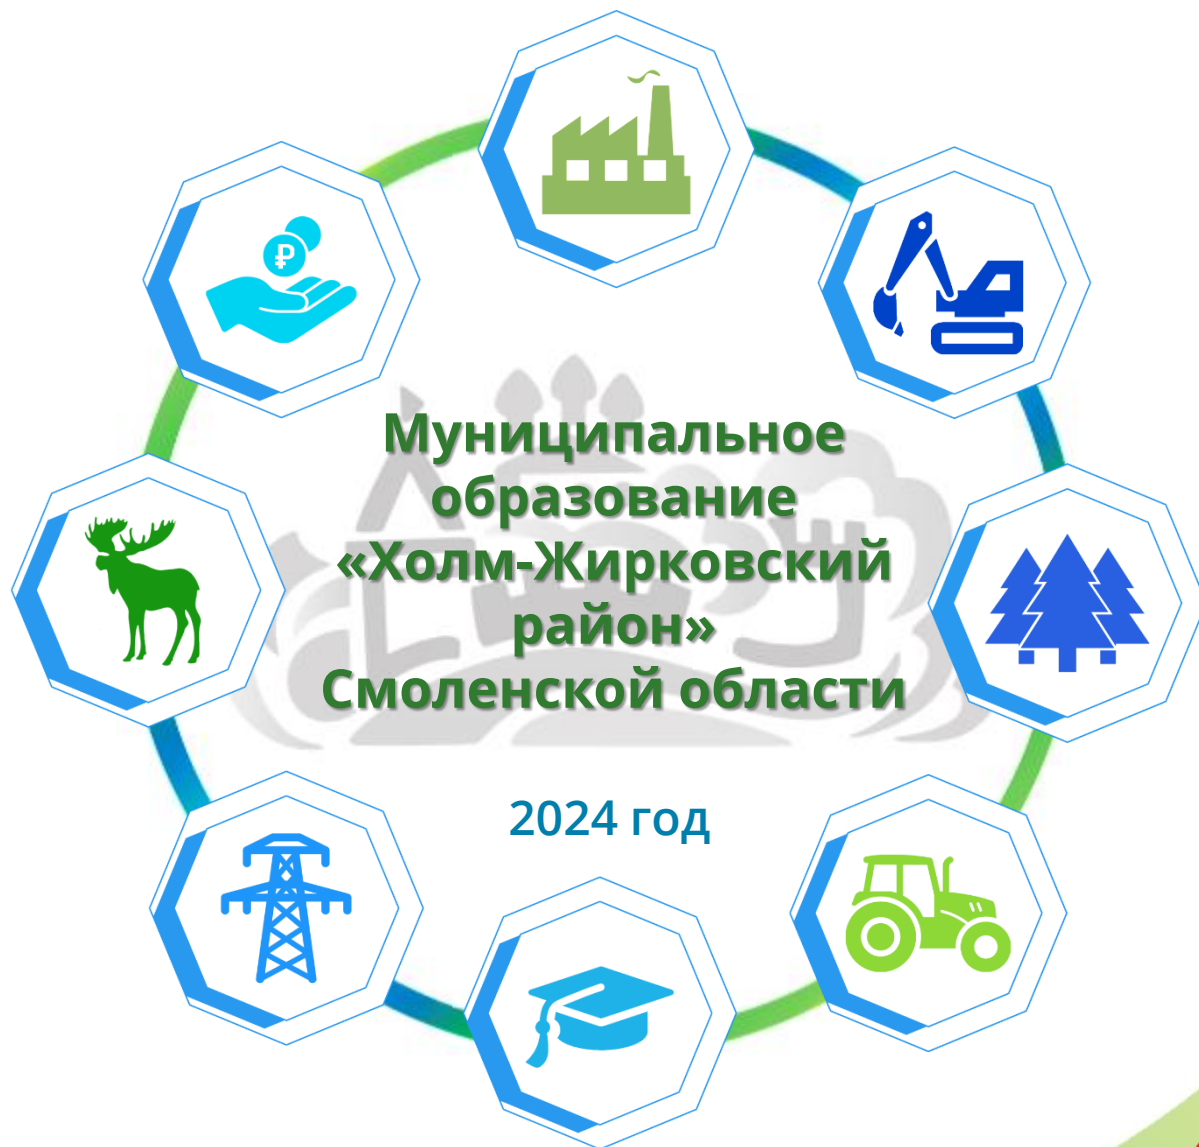 ₽
Муниципальное
образование
«Холм-Жирковский
район»
Смоленской области
2024 год